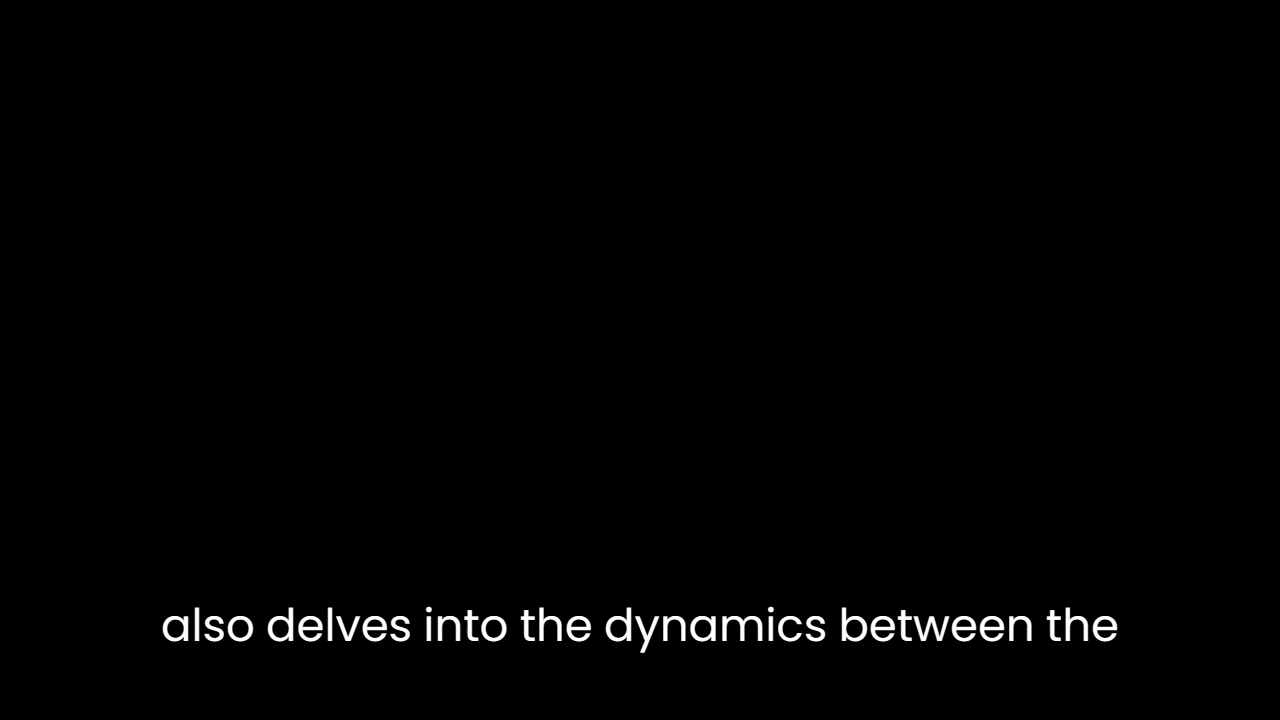 also delves into the dynamics between the